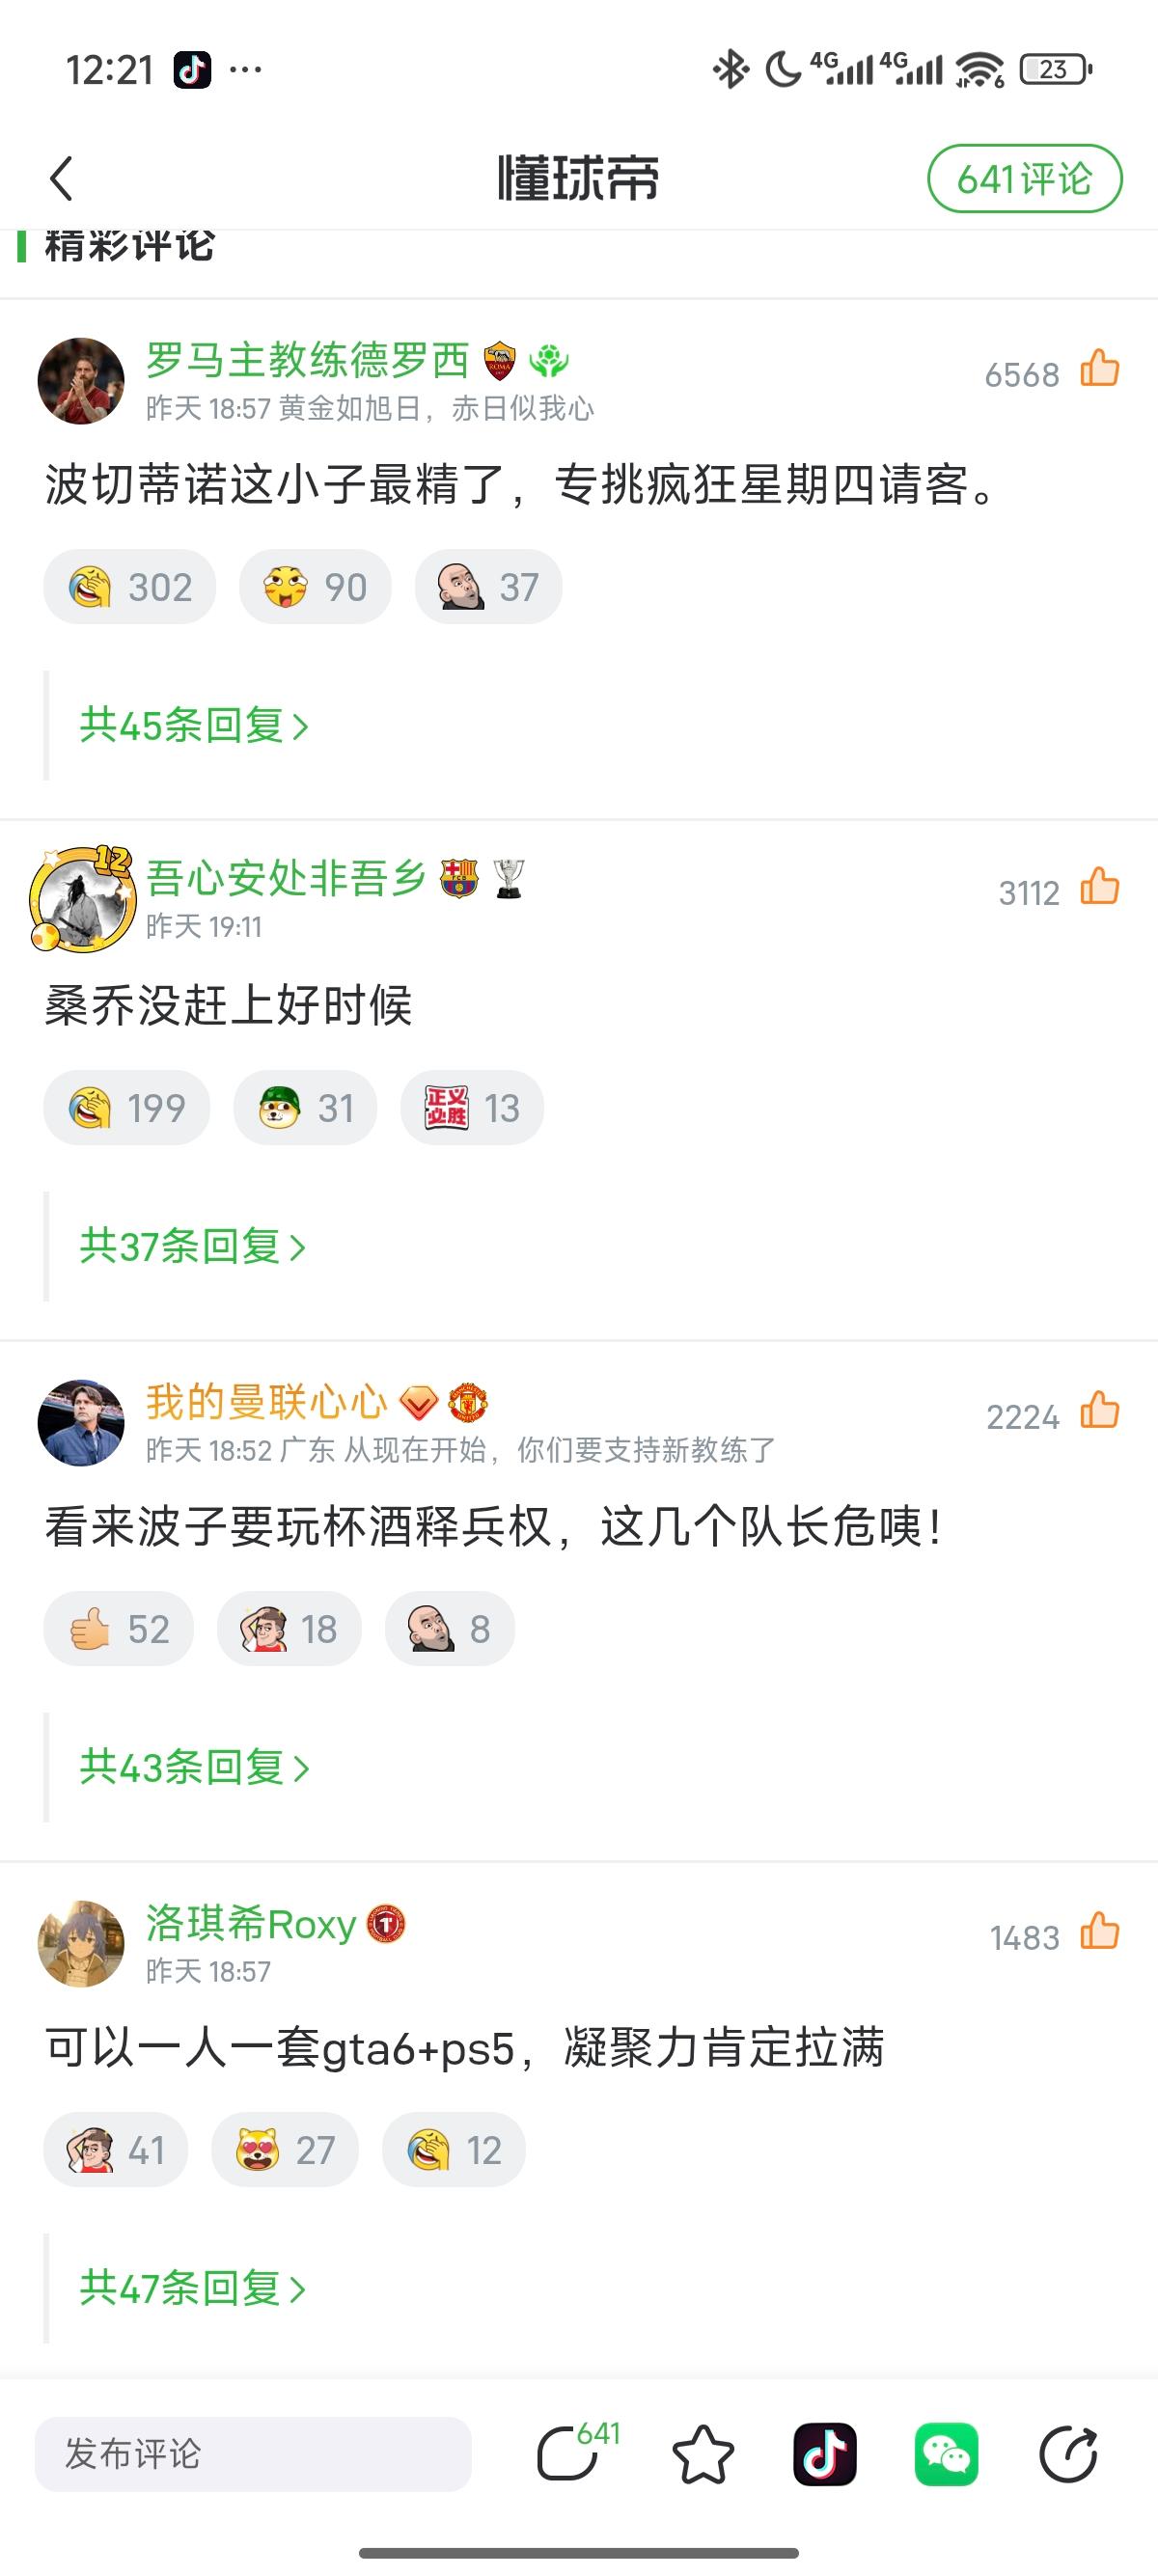 12:21 ··· 4G 4G 6 23
懂球帝 641评论
精彩评论
罗马主教练德罗西 6568
昨天 18:57 黄金如旭日，赤日似我心
波切蒂诺这小子最精了，专挑疯狂星期四请客。
302 90 37
共45条回复
12 吾心安处非吾乡 3112
昨天 19:11
桑乔没赶上好时候
199 31 正义必胜 13
共37条回复
我的曼联心心 2224
昨天 18:52 广东 从现在开始，你们要支持新教练了
看来波子要玩杯酒释兵权，这几个队长危咦！
52 18 8
共43条回复
洛琪希Roxy 1483
昨天 18:57
可以一人一套gta6+ps5，凝聚力肯定拉满
41 27 12
共47条回复
发布评论 641